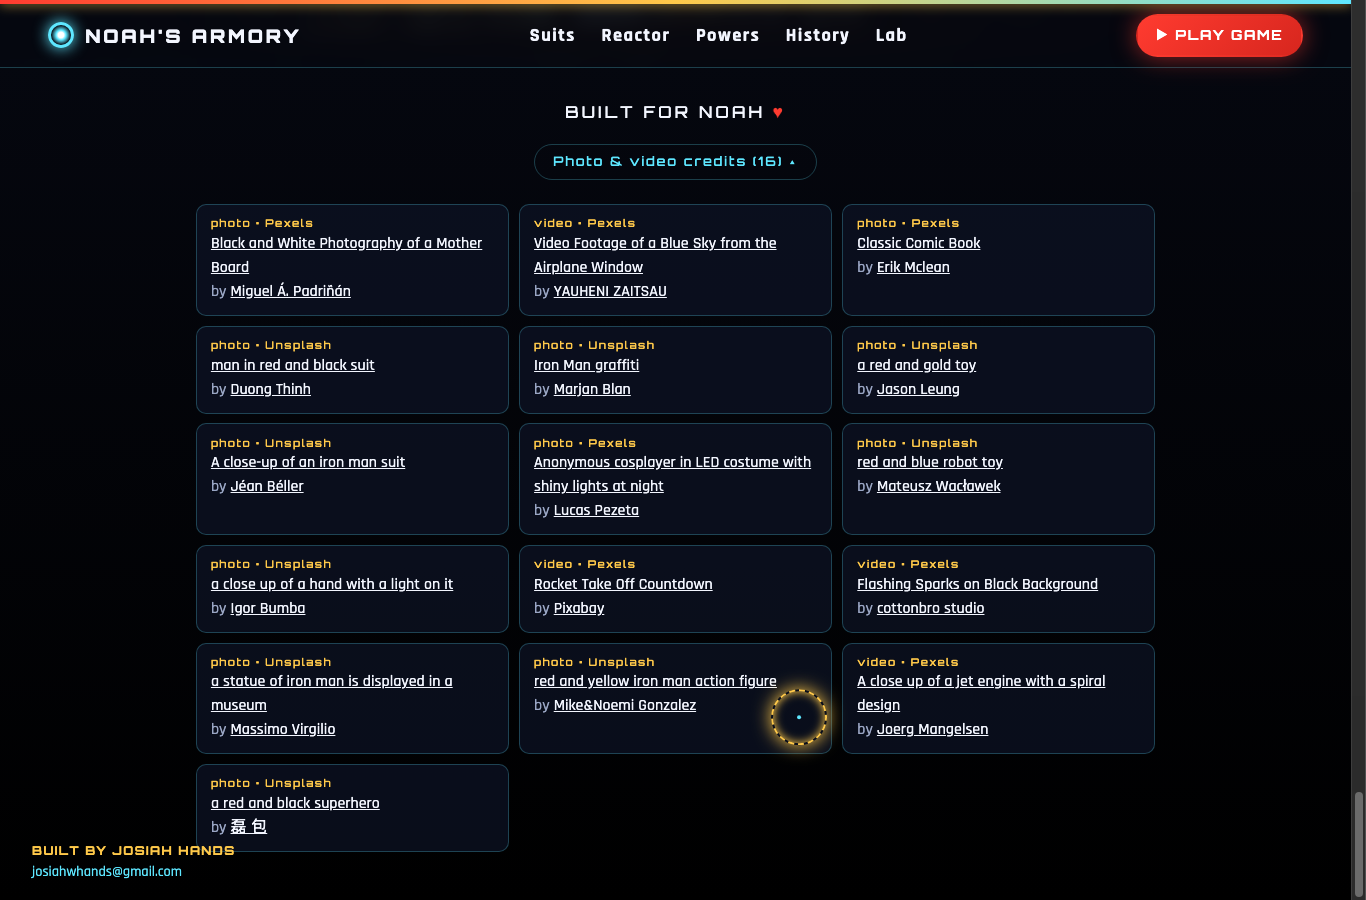 NOAH'S ARMORY
Suits
Reactor
Powers
History
Lab
▶ PLAY GAME
BUILT FOR NOAH ♥
Photo & video credits (16) ▴
photo • Pexels
Black and White Photography of a Mother
Board
by Miguel Á. Padriñán
video • Pexels
Video Footage of a Blue Sky from the
Airplane Window
by YAUHENI ZAITSAU
photo • Pexels
Classic Comic Book
by Erik Mclean
photo • Unsplash
man in red and black suit
by Duong Thinh
photo • Unsplash
Iron Man graffiti
by Marjan Blan
photo • Unsplash
a red and gold toy
by Jason Leung
photo • Unsplash
A close-up of an iron man suit
by Jéan Béller
photo • Pexels
Anonymous cosplayer in LED costume with
shiny lights at night
by Lucas Pezeta
photo • Unsplash
red and blue robot toy
by Mateusz Wacławek
photo • Unsplash
a close up of a hand with a light on it
by Igor Bumba
video • Pexels
Rocket Take Off Countdown
by Pixabay
video • Pexels
Flashing Sparks on Black Background
by cottonbro studio
photo • Unsplash
a statue of iron man is displayed in a
museum
by Massimo Virgilio
photo • Unsplash
red and yellow iron man action figure
by Mike&Noemi Gonzalez
video • Pexels
A close up of a jet engine with a spiral
design
by Joerg Mangelsen
photo • Unsplash
a red and black superhero
by 磊 包
BUILT BY JOSIAH HANDS
josiahwhands@gmail.com